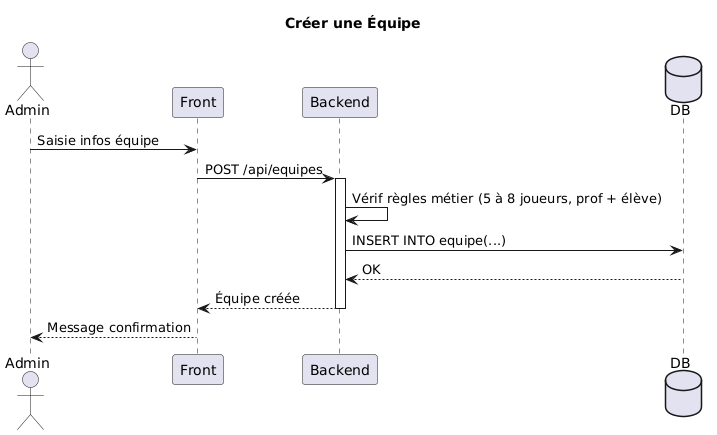 Créer une Équipe
Admin
Front
Backend
DB
Saisie infos équipe
POST /api/equipes
Vérif règles métier (5 à 8 joueurs, prof + élève)
INSERT INTO equipe(...)
OK
Équipe créée
Message confirmation
Admin
Front
Backend
DB